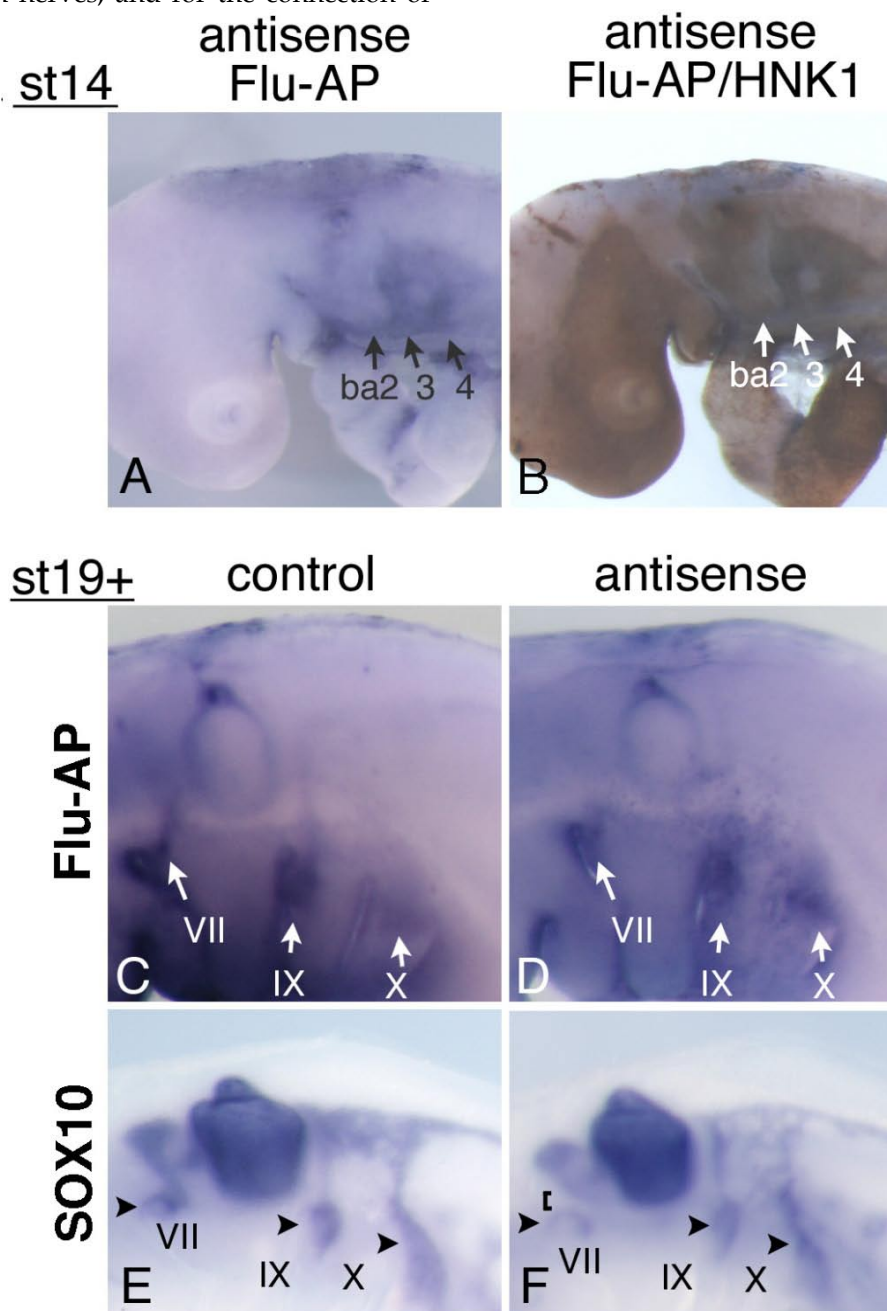 nerves, and for the connection of
antisense
antisense
st14
Flu-AP
Flu-AP/HNK1
ba2 3 4
ba2 3 4
A
B
st19+
control
antisense
Flu-AP
VII
IX
X
C
VII
IX
X
D
SOX10
VII
IX
X
E
VII
IX
X
F